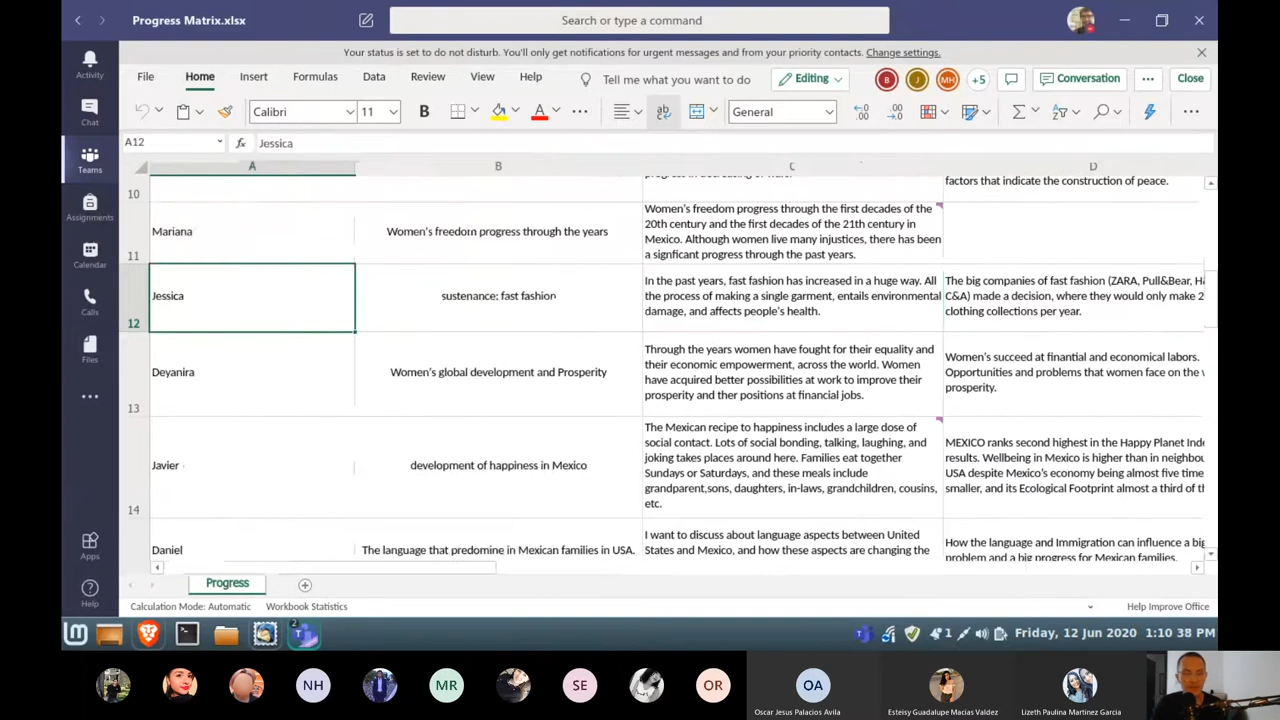 Progress Matrix.xlsx
Search or type a command
Your status is set to do not disturb. You'll only get notifications for urgent messages and from your priority contacts. Change settings.
Activity
Chat
Teams
Assignments
Calendar
Calls
Files
Apps
Help
File Home Insert Formulas Data Review View Help
Tell me what you want to do
Editing
B J MH +5
Conversation
Close
Calibri 11 B A ab General
A12 fx Jessica
A B C D
10
factors that indicate the construction of peace.
11
Mariana
Women's freedom progress through the years
Women's freedom progress through the first decades of the
20th century and the first decades of the 21th century in
Mexico. Although women live many injustices, there has been
a signficant progress through the past years.
12
Jessica
sustenance: fast fashion
In the past years, fast fashion has increased in a huge way. All
the process of making a single garment, entails environmental
damage, and affects people's health.
The big companies of fast fashion (ZARA, Pull&Bear, H
C&A) made a decision, where they would only make 2
clothing collections per year.
13
Deyanira
Women's global development and Prosperity
Through the years women have fought for their equality and
their economic empowerment, across the world. Women
have acquired better possibilities at work to improve their
prosperity and ther positions at financial jobs.
Women's succeed at finantial and economical labors.
Opportunities and problems that women face on the w
prosperity.
14
Javier
development of happiness in Mexico
The Mexican recipe to happiness includes a large dose of
social contact. Lots of social bonding, talking, laughing, and
joking takes places around here. Families eat together
Sundays or Saturdays, and these meals include
grandparent,sons, daughters, in-laws, grandchildren, cousins,
etc.
MEXICO ranks second highest in the Happy Planet Inde
results. Wellbeing in Mexico is higher than in neighbou
USA despite Mexico's economy being almost five time
smaller, and its Ecological Footprint almost a third of th
Daniel
The language that predomine in Mexican families in USA.
I want to discuss about language aspects between United
States and Mexico, and how these aspects are changing the
How the language and Immigration can influence a big
problem and a big progress for Mexican families.
Progress
Calculation Mode: Automatic Workbook Statistics
Help Improve Office
2
1
Friday, 12 Jun 2020 1:10:38 PM
NH MR SE OR OA
Oscar Jesus Palacios Avila
Esteisy Guadalupe Macias Valdez
Lizeth Paulina Martinez Garcia